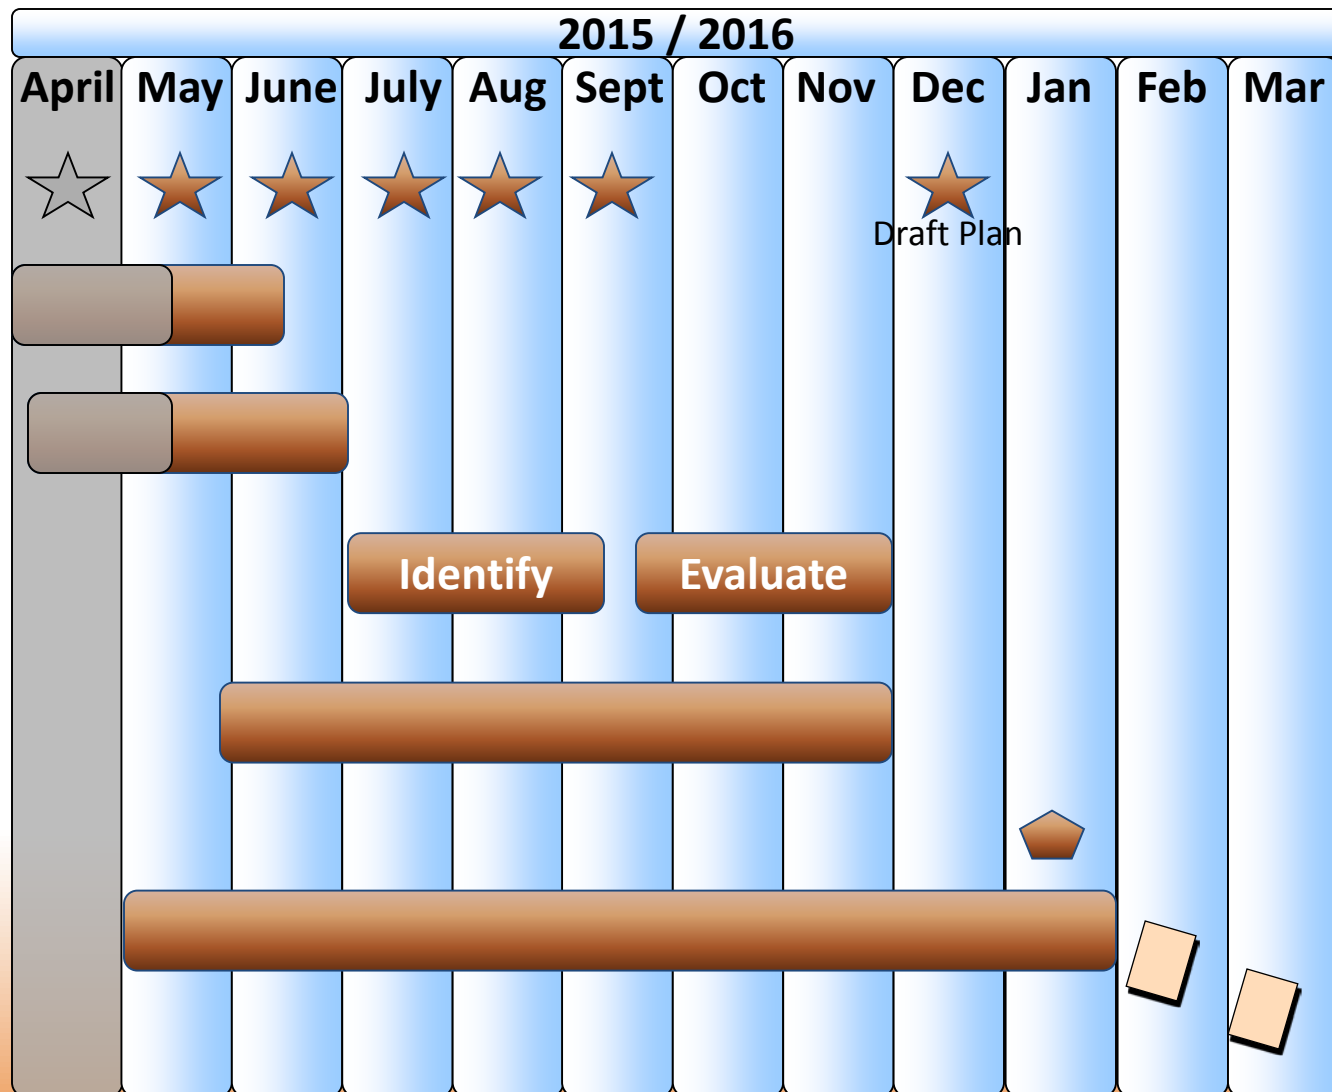 2015 / 2016
April May June July Aug Sept Oct Nov Dec Jan Feb Mar
Draft Plan
Identify Evaluate